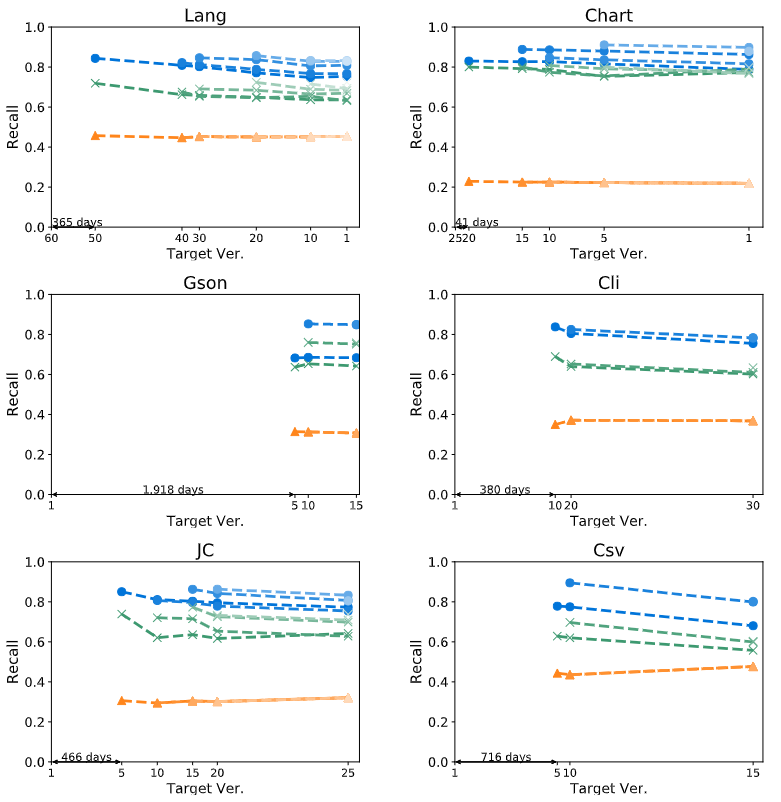 Lang
Recall
1.0
0.8
0.6
0.4
0.2
0.0
365 days
60 50 40 30 20 10 1
Target Ver.
Chart
Recall
1.0
0.8
0.6
0.4
0.2
0.0
41 days
25 20 15 10 5 1
Target Ver.
Gson
Recall
1.0
0.8
0.6
0.4
0.2
0.0
1,918 days
1 5 10 15
Target Ver.
Cli
Recall
1.0
0.8
0.6
0.4
0.2
0.0
380 days
1 10 20 30
Target Ver.
JC
Recall
1.0
0.8
0.6
0.4
0.2
0.0
466 days
1 5 10 15 20 25
Target Ver.
Csv
Recall
1.0
0.8
0.6
0.4
0.2
0.0
716 days
1 5 10 15
Target Ver.